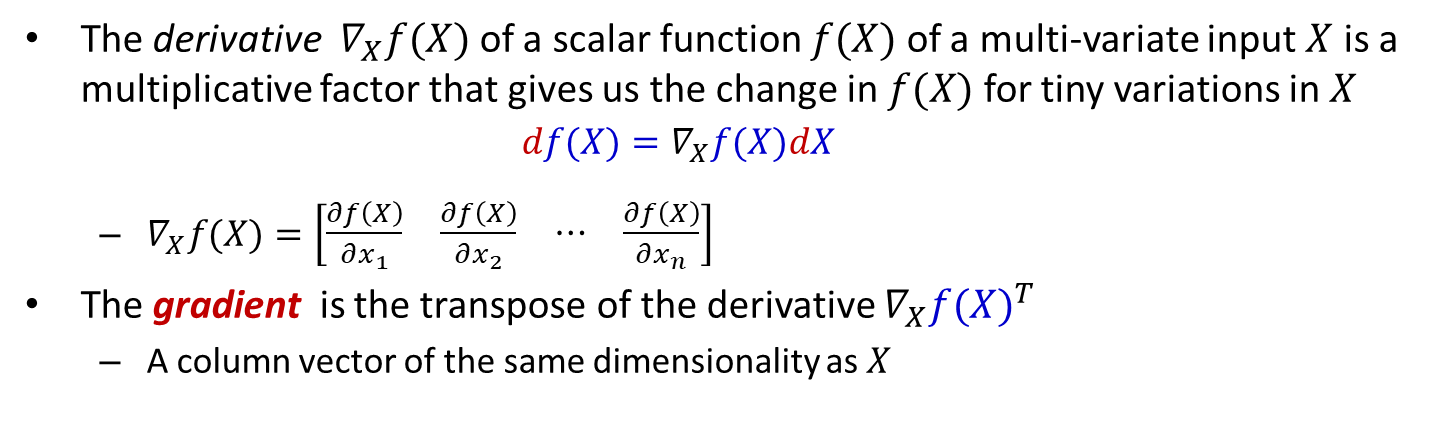 • The derivative ∇_X f(X) of a scalar function f(X) of a multi-variate input X is a
multiplicative factor that gives us the change in f(X) for tiny variations in X
df(X) = ∇_X f(X)dX
– ∇_X f(X) = [∂f(X)/∂x_1 ∂f(X)/∂x_2 ⋯ ∂f(X)/∂x_n]
• The gradient is the transpose of the derivative ∇_X f(X)^T
– A column vector of the same dimensionality as X